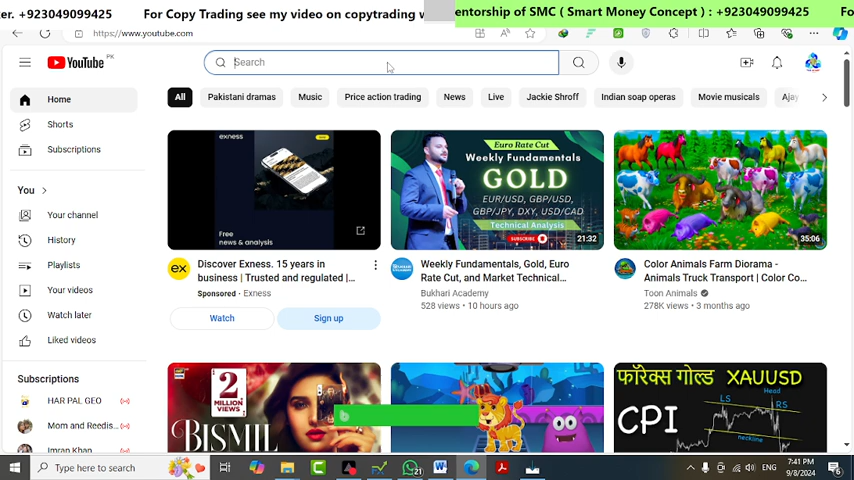 er. +923049093425 For Copy Trading see my video on copytrading w
entorship of SMC ( Smart Money Concept ) : +923049093425 For
https://www.youtube.com
YouTube PK
Search
Home
Shorts
Subscriptions
You
Your channel
History
Playlists
Your videos
Watch later
Liked videos
Subscriptions
HAR PAL GEO
Mom and Reedis...
Imran Khan
All Pakistani dramas Music Price action trading News Live Jackie Shroff Indian soap operas Movie musicals Ajay
exness
Free
news & analysis
Discover Exness. 15 years in
business | Trusted and regulated |...
Sponsored · Exness
Watch Sign up
Euro Rate Cut
Weekly Fundamentals
GOLD
EUR/USD, GBP/USD,
GBP/JPY, DXY, USD/CAD
Technical Analysis
SUBSCRIBE
21:32
Weekly Fundamentals, Gold, Euro
Rate Cut, and Market Technical...
Bukhari Academy
528 views • 10 hours ago
35:06
Color Animals Farm Diorama -
Animals Truck Transport | Color Co...
Toon Animals
278K views • 3 months ago
2
MILLION
VIEWS
BISMIL
फॉरेक्स गोल्ड XAUUSD
CPI
LS
Head
RS
neckline
Type here to search
21
ENG
7:41 PM
9/8/2024
6